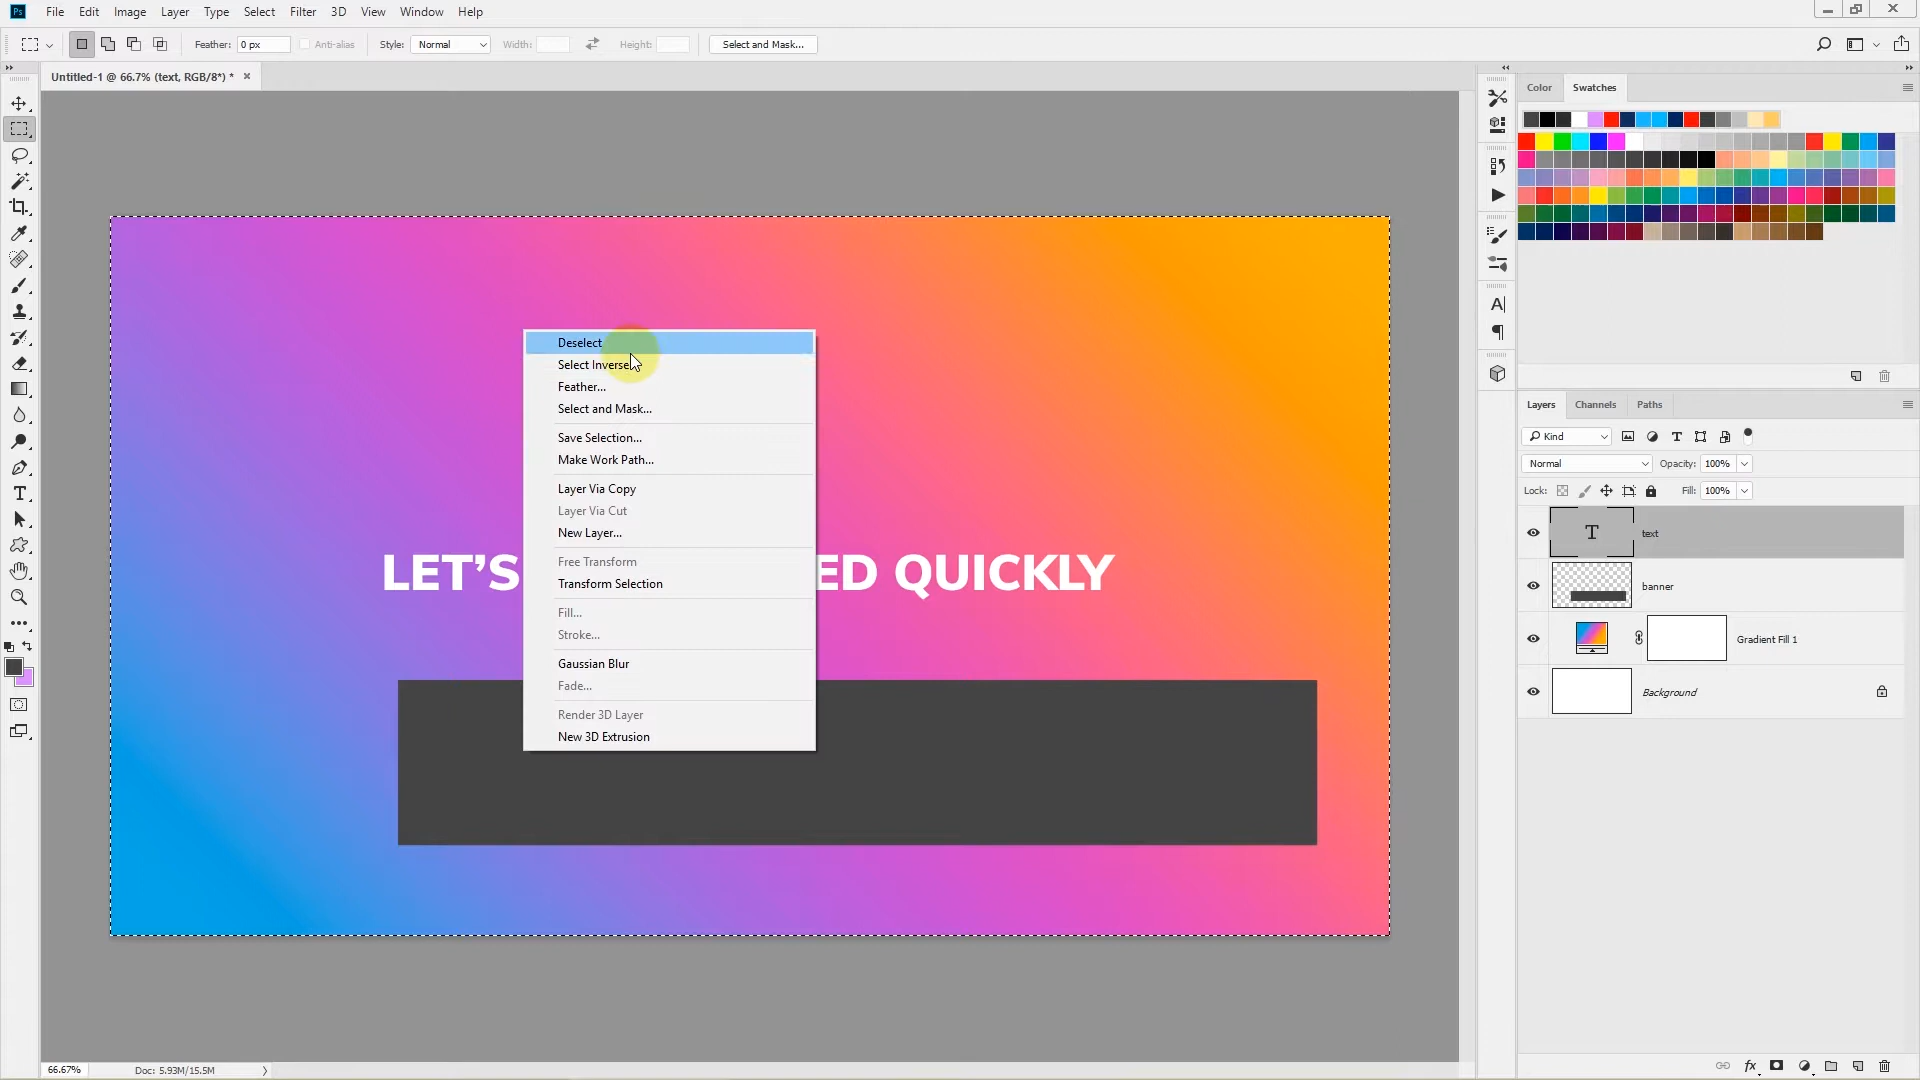 Ps File Edit Image Layer Type Select Filter 3D View Window Help
Feather: 0 px Anti-alias Style: Normal Width: Height: Select and Mask...
Untitled-1 @ 66.7% (text, RGB/8*) *
Color Swatches
Deselect
Select Inverse
Feather...
Select and Mask...
Save Selection...
Make Work Path...
Layer Via Copy
Layer Via Cut
New Layer...
Free Transform
Transform Selection
Fill...
Stroke...
Gaussian Blur
Fade...
Render 3D Layer
New 3D Extrusion
LET'S ED QUICKLY
Layers Channels Paths
Kind
Normal Opacity: 100%
Lock: Fill: 100%
text
banner
Gradient Fill 1
Background
66.67% Doc: 5.93M/15.5M